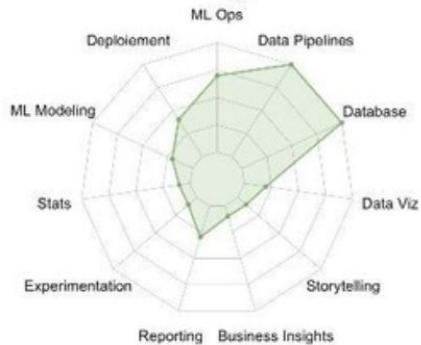 ML Ops
Deploiement
Data Pipelines
ML Modeling
Database
Stats
Data Viz
Experimentation
Storytelling
Reporting
Business Insights